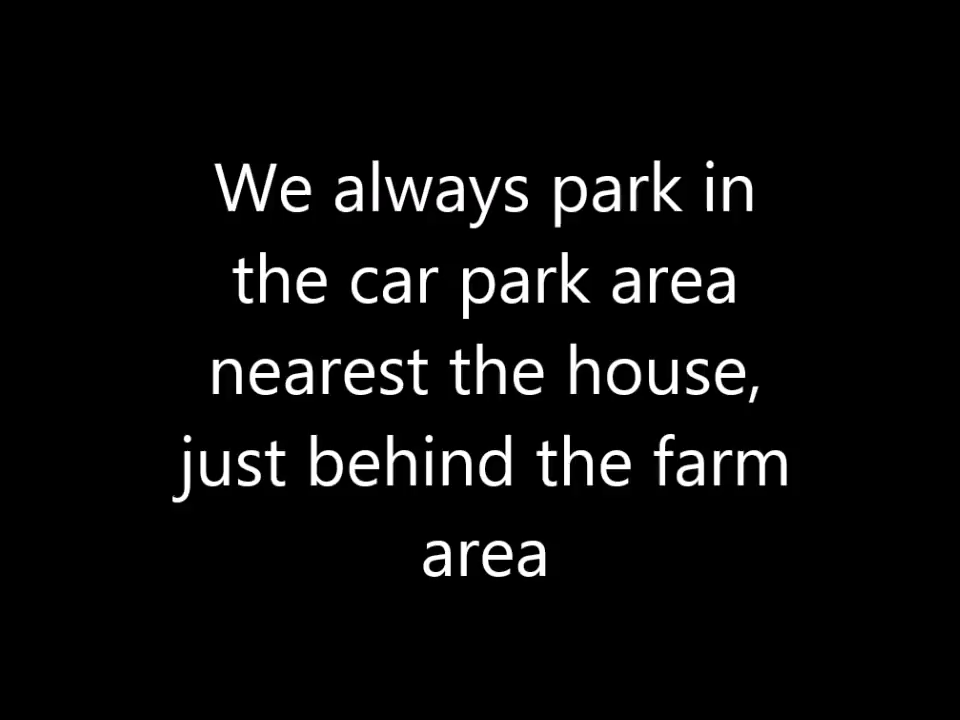 We always park in
the car park area
nearest the house,
just behind the farm
area